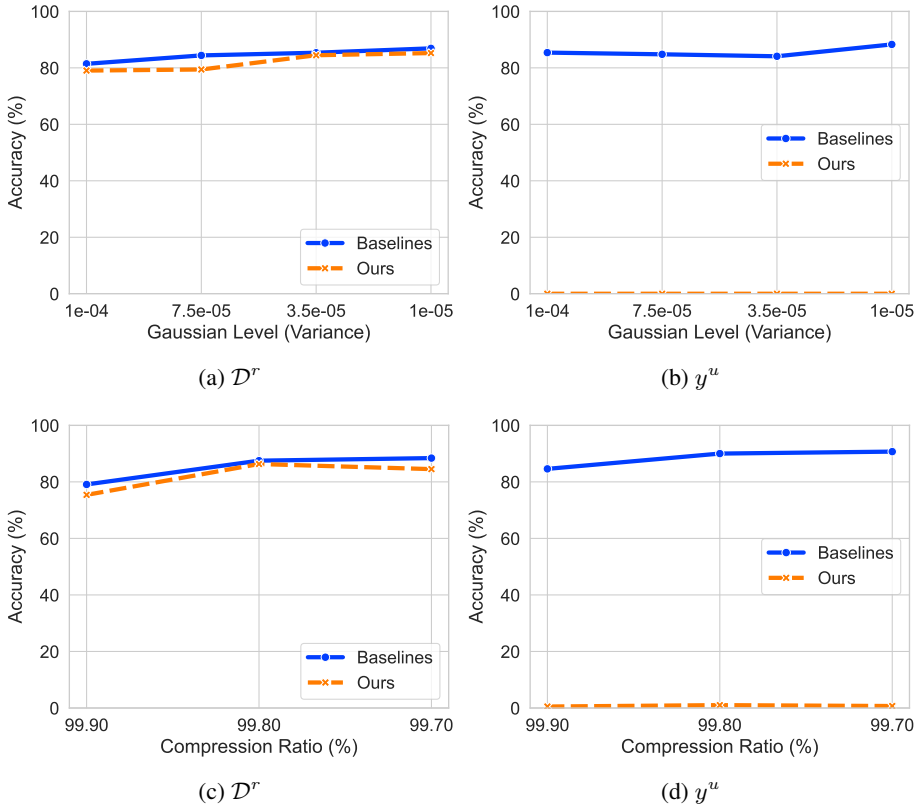 100
80
60
40
20
0
Accuracy (%)
1e-04 7.5e-05 3.5e-05 1e-05
Gaussian Level (Variance)
Baselines
Ours
(a) 𝒟ʳ
100
80
60
40
20
0
Accuracy (%)
1e-04 7.5e-05 3.5e-05 1e-05
Gaussian Level (Variance)
Baselines
Ours
(b) yᵘ
100
80
60
40
20
0
Accuracy (%)
99.90 99.80 99.70
Compression Ratio (%)
Baselines
Ours
(c) 𝒟ʳ
100
80
60
40
20
0
Accuracy (%)
99.90 99.80 99.70
Compression Ratio (%)
Baselines
Ours
(d) yᵘ